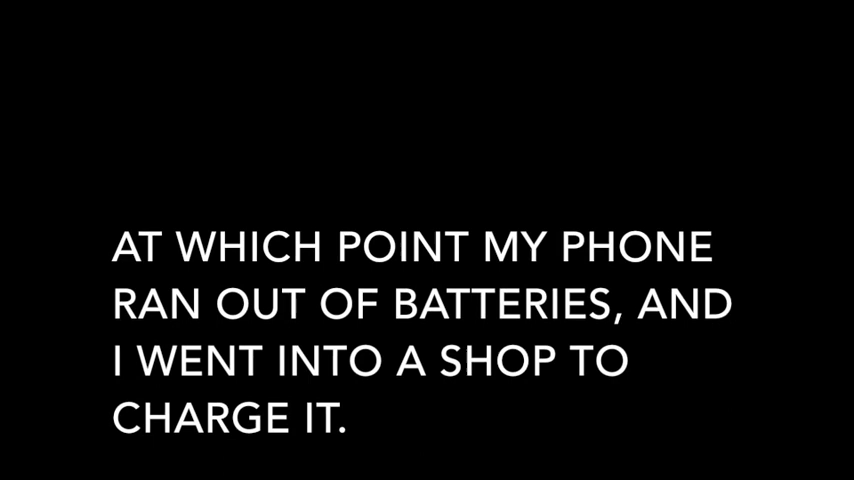 AT WHICH POINT MY PHONE
RAN OUT OF BATTERIES, AND
I WENT INTO A SHOP TO
CHARGE IT.